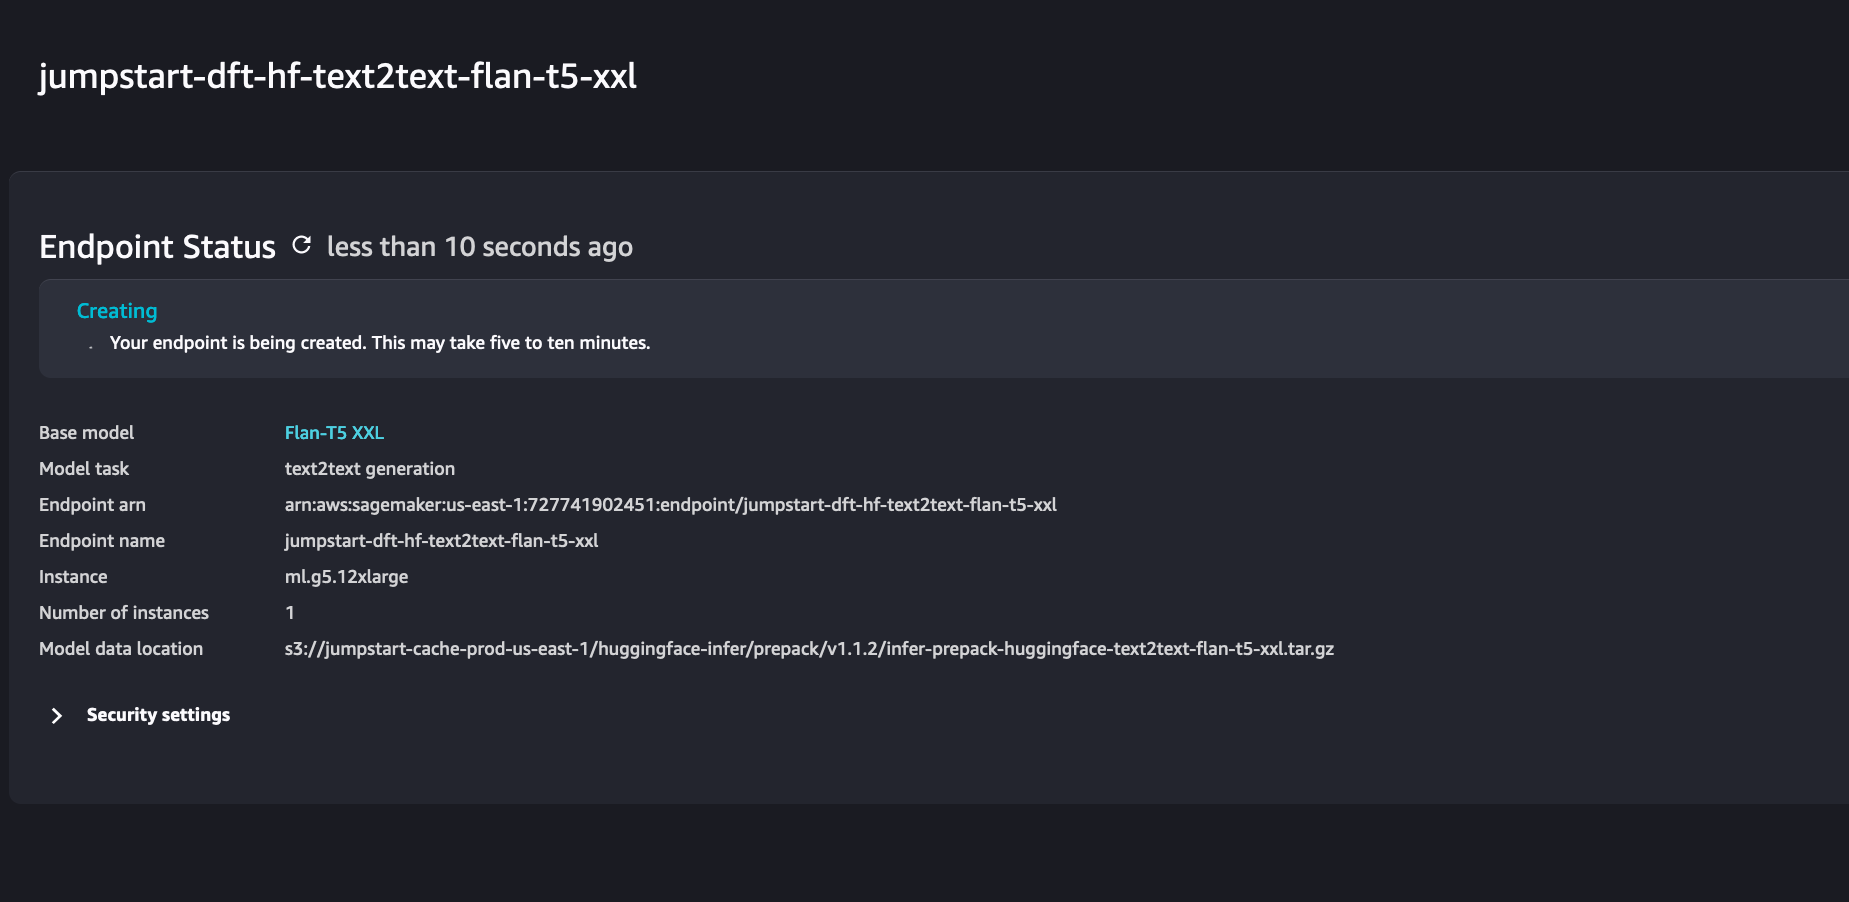 jumpstart-dft-hf-text2text-flan-t5-xxl
Endpoint Status less than 10 seconds ago
Creating
Your endpoint is being created. This may take five to ten minutes.
Base model Flan-T5 XXL
Model task text2text generation
Endpoint arn arn:aws:sagemaker:us-east-1:727741902451:endpoint/jumpstart-dft-hf-text2text-flan-t5-xxl
Endpoint name jumpstart-dft-hf-text2text-flan-t5-xxl
Instance ml.g5.12xlarge
Number of instances 1
Model data location s3://jumpstart-cache-prod-us-east-1/huggingface-infer/prepack/v1.1.2/infer-prepack-huggingface-text2text-flan-t5-xxl.tar.gz
Security settings